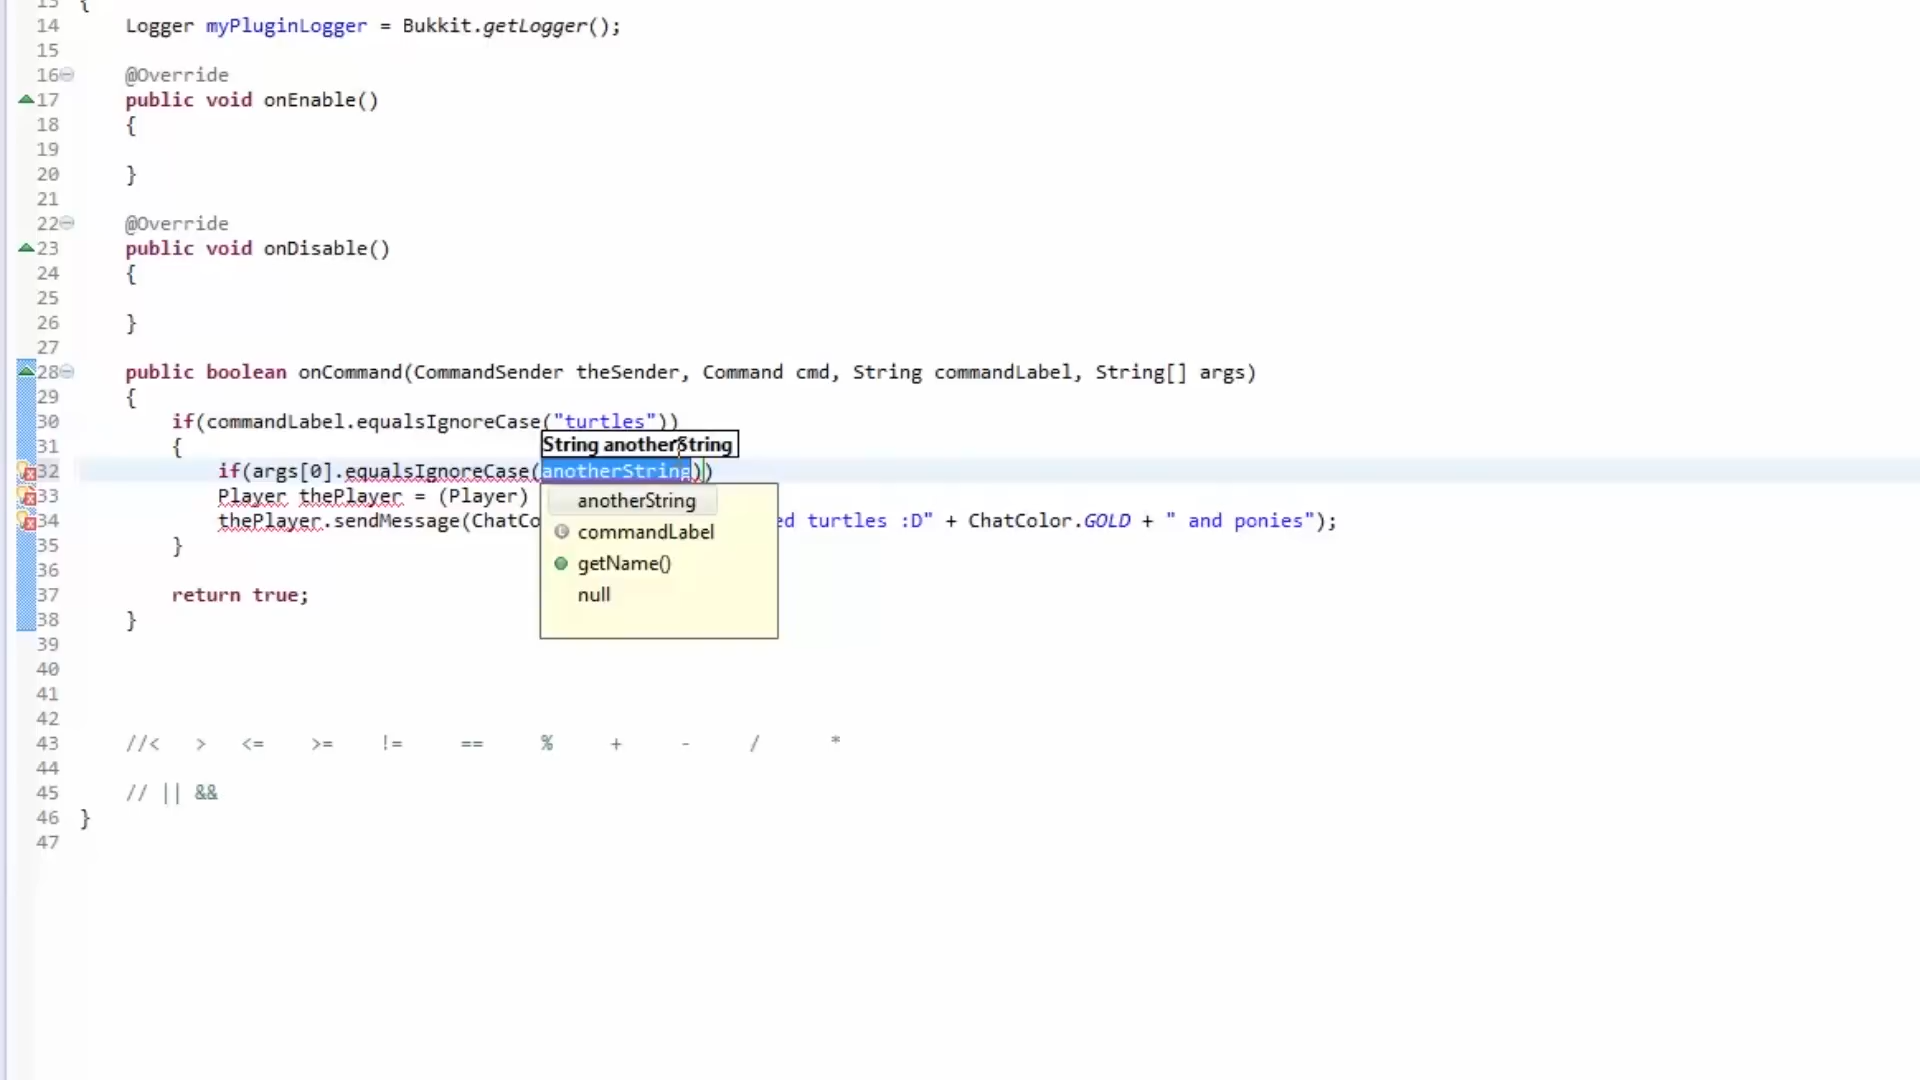 13 {
14 Logger myPluginLogger = Bukkit.getLogger();
15
16 @Override
17 public void onEnable()
18 {
19
20 }
21
22 @Override
23 public void onDisable()
24 {
25
26 }
27
28 public boolean onCommand(CommandSender theSender, Command cmd, String commandLabel, String[] args)
29 {
30 if(commandLabel.equalsIgnoreCase("turtles"))
String anotherString
31 {
32 if(args[0].equalsIgnoreCase(anotherString))
33 Player thePlayer = (Player)
anotherString
34 thePlayer.sendMessage(ChatCo ed turtles :D" + ChatColor.GOLD + " and ponies");
commandLabel
35 }
getName()
36
37 return true;
null
38 }
39
40
41
42
43 //< > <= >= != == % + - / *
44
45 // || &&
46 }
47